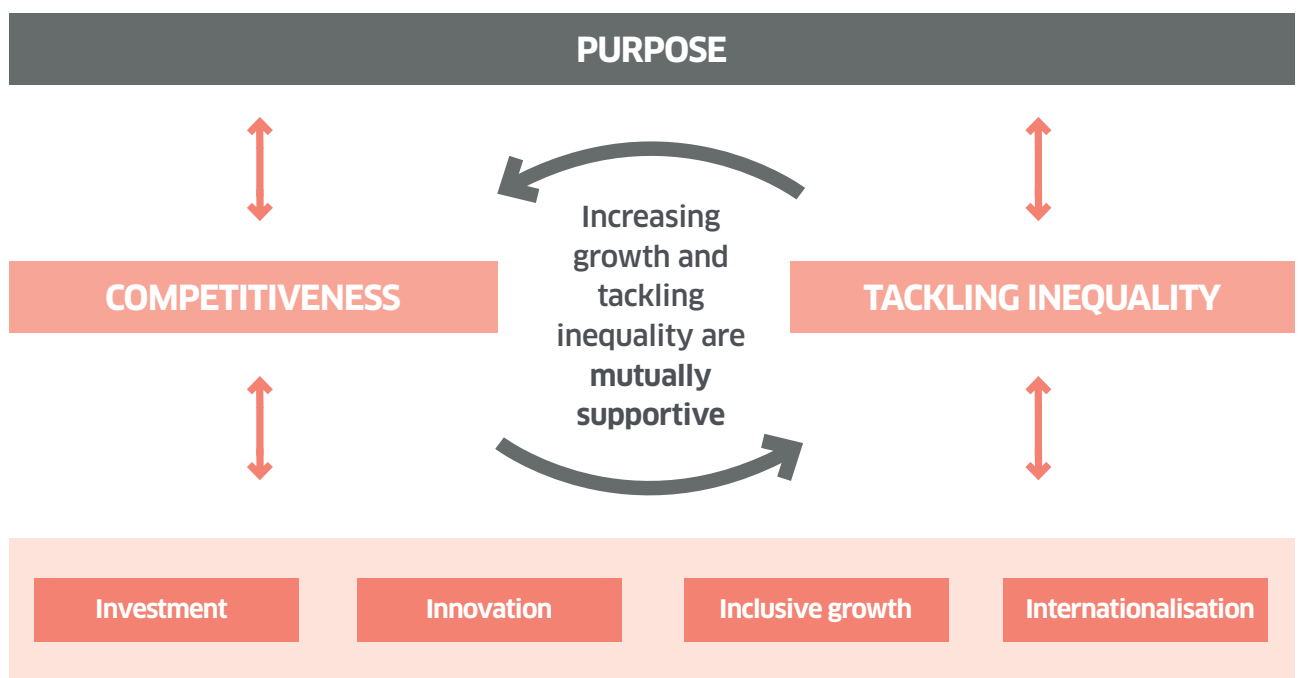 PURPOSE
Increasing
growth and
tackling
inequality are
mutually
supportive
COMPETITIVENESS
TACKLING INEQUALITY
Investment
Innovation
Inclusive growth
Internationalisation